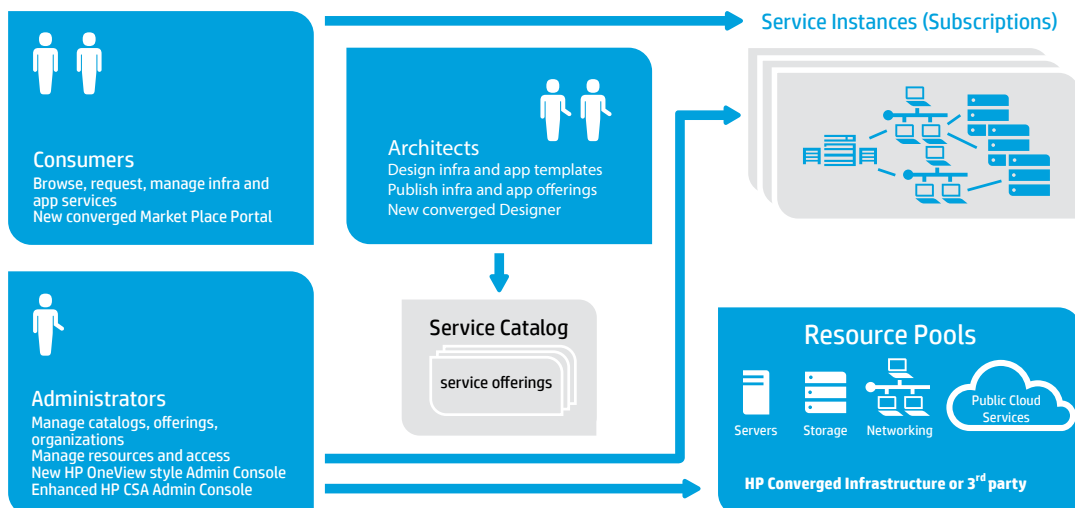 Service Instances (Subscriptions)
Consumers
Browse, request, manage infra and
app services
New converged Market Place Portal
Architects
Design infra and app templates
Publish infra and app offerings
New converged Designer
Service Catalog
service offerings
Administrators
Manage catalogs, offerings,
organizations
Manage resources and access
New HP OneView style Admin Console
Enhanced HP CSA Admin Console
Resource Pools
Servers
Storage
Networking
Public Cloud
Services
HP Converged Infrastructure or 3rd party